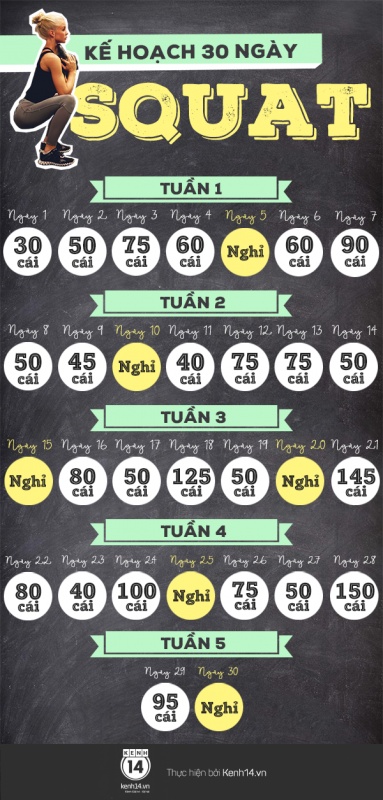 KẾ HOẠCH 30 NGÀY
SQUAT
TUẦN 1
Ngày 1 Ngày 2 Ngày 3 Ngày 4 Ngày 5 Ngày 6 Ngày 7
30 50 75 60 Nghỉ 60 90
cái cái cái cái cái cái
TUẦN 2
Ngày 8 Ngày 9 Ngày 10 Ngày 11 Ngày 12 Ngày 13 Ngày 14
50 45 Nghỉ 40 75 75 50
cái cái cái cái cái cái
TUẦN 3
Ngày 15 Ngày 16 Ngày 17 Ngày 18 Ngày 19 Ngày 20 Ngày 21
Nghỉ 80 50 125 50 Nghỉ 145
cái cái cái cái cái
TUẦN 4
Ngày 22 Ngày 23 Ngày 24 Ngày 25 Ngày 26 Ngày 27 Ngày 28
80 40 100 Nghỉ 75 50 150
cái cái cái cái cái cái
TUẦN 5
Ngày 29 Ngày 30
95 Nghỉ
cái
KENH
14
kenh14.vn
Thực hiện bởi Kenh14.vn